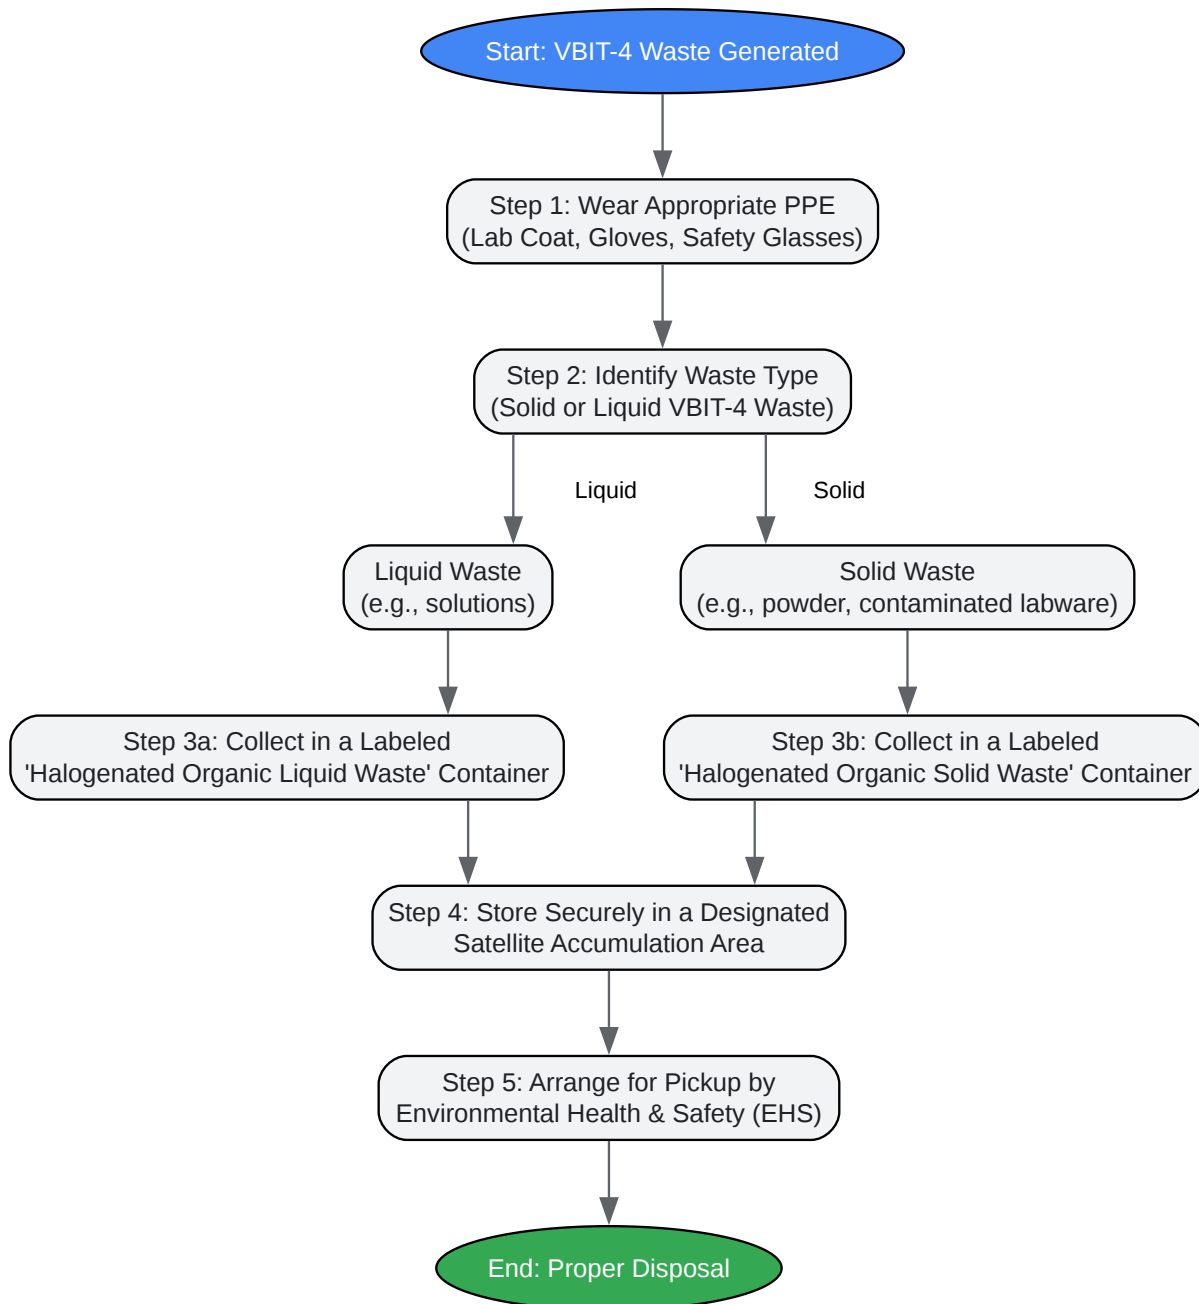 Start: VBIT-4 Waste Generated
Step 1: Wear Appropriate PPE
(Lab Coat, Gloves, Safety Glasses)
Step 2: Identify Waste Type
(Solid or Liquid VBIT-4 Waste)
Liquid
Solid
Liquid Waste
(e.g., solutions)
Solid Waste
(e.g., powder, contaminated labware)
Step 3a: Collect in a Labeled
'Halogenated Organic Liquid Waste' Container
Step 3b: Collect in a Labeled
'Halogenated Organic Solid Waste' Container
Step 4: Store Securely in a Designated
Satellite Accumulation Area
Step 5: Arrange for Pickup by
Environmental Health & Safety (EHS)
End: Proper Disposal